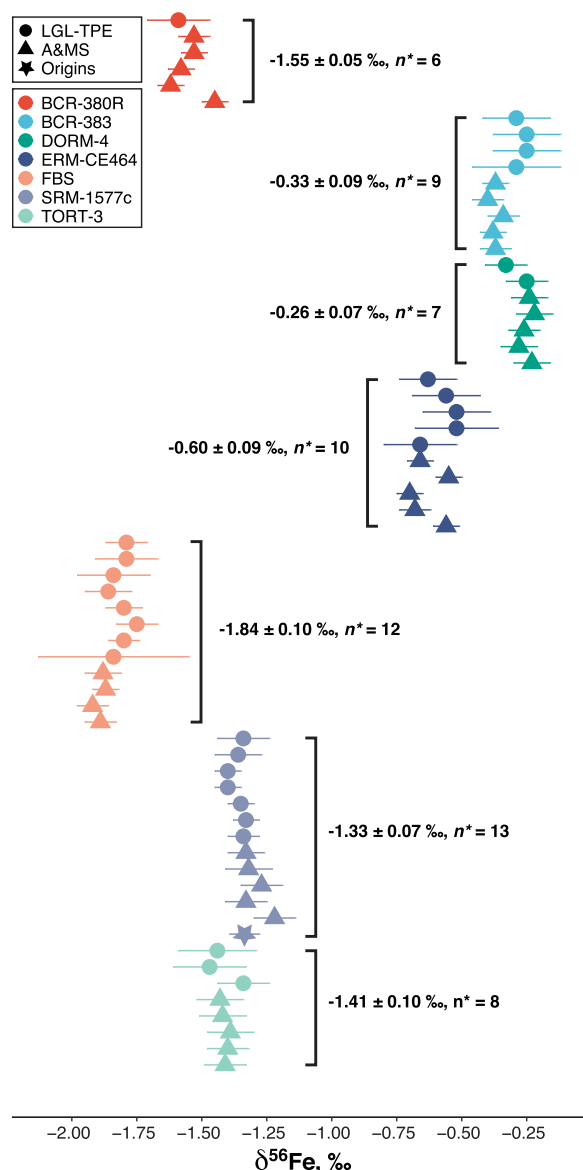 LGL-TPE
A&MS
Origins
BCR-380R
BCR-383
DORM-4
ERM-CE464
FBS
SRM-1577c
TORT-3
-1.55 ± 0.05 ‰, n* = 6
-0.33 ± 0.09 ‰, n* = 9
-0.26 ± 0.07 ‰, n* = 7
-0.60 ± 0.09 ‰, n* = 10
-1.84 ± 0.10 ‰, n* = 12
-1.33 ± 0.07 ‰, n* = 13
-1.41 ± 0.10 ‰, n* = 8
−2.00 −1.75 −1.50 −1.25 −1.00 −0.75 −0.50 −0.25
δ⁵⁶Fe, ‰